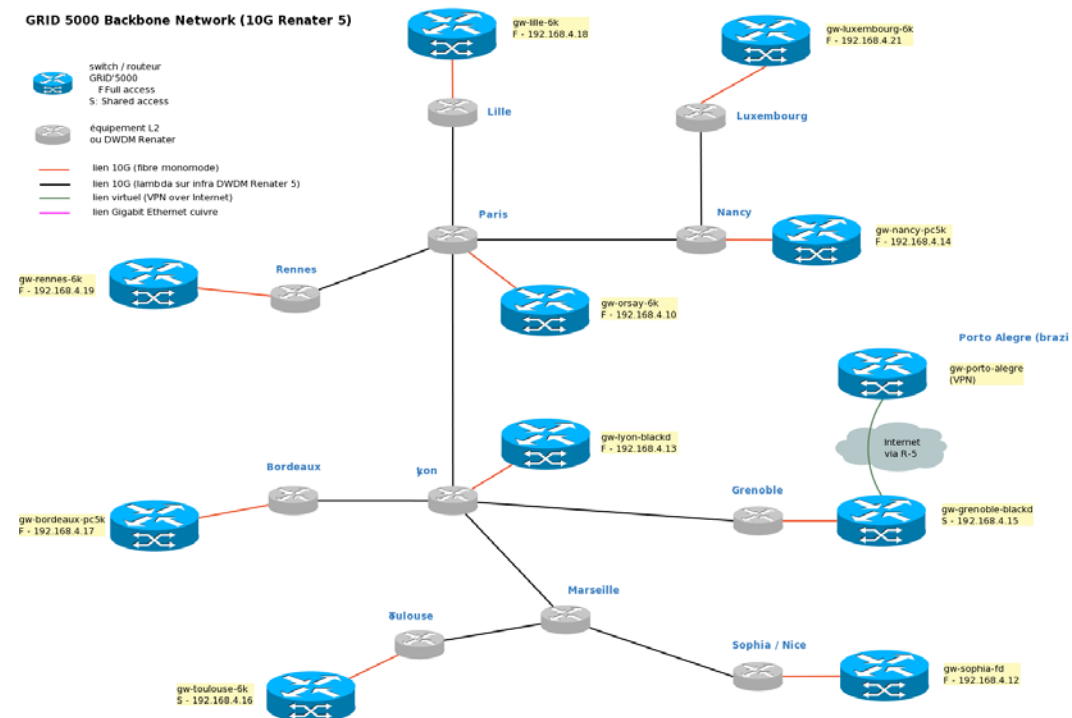 GRID 5000 Backbone Network (10G Renater 5)
switch / routeur
GRID'5000
F Full access
S: Shared access
équipement L2
ou DWDM Renater
lien 10G (fibre monomode)
lien 10G (lambda sur infra DWDM Renater 5)
lien virtuel (VPN over Internet)
lien Gigabit Ethernet cuivre
gw-lille-6k
F - 192.168.4.18
gw-luxembourg-6k
F - 192.168.4.21
Lille
Luxembourg
Paris
Nancy
gw-nancy-pc5k
F - 192.168.4.14
Rennes
gw-rennes-6k
F - 192.168.4.19
gw-orsay-6k
F - 192.168.4.10
Porto Alegre (brazi
gw-porto-alegre
(VPN)
gw-lyon-blackd
F - 192.168.4.13
Internet
via R-5
Bordeaux
Lyon
Grenoble
gw-bordeaux-pc5k
F - 192.168.4.17
gw-grenoble-blackd
S - 192.168.4.15
Marseille
Toulouse
Sophia / Nice
gw-toulouse-6k
S - 192.168.4.16
gw-sophia-fd
F - 192.168.4.12